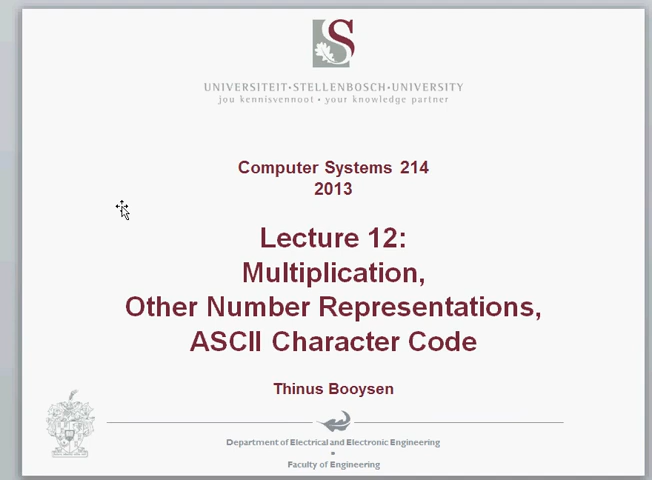 S
UNIVERSITEIT•STELLENBOSCH•UNIVERSITY
jou kennisvennoot • your knowledge partner
Computer Systems 214
2013
Lecture 12:
Multiplication,
Other Number Representations,
ASCII Character Code
Thinus Booysen
Department of Electrical and Electronic Engineering
Faculty of Engineering